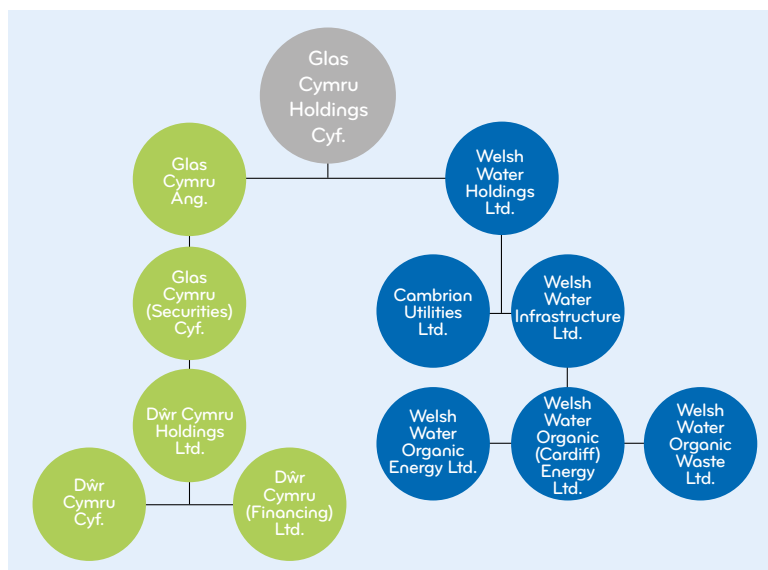 Glas
Cymru
Holdings
Cyf.
Glas
Cymru
Ang.
Welsh
Water
Holdings
Ltd.
Glas
Cymru
(Securities)
Cyf.
Cambrian
Utilities
Ltd.
Welsh
Water
Infrastructure
Ltd.
Dŵr Cymru
Holdings
Ltd.
Welsh
Water
Organic
Energy Ltd.
Welsh
Water
Organic
(Cardiff)
Energy
Ltd.
Welsh
Water
Organic
Waste
Ltd.
Dŵr
Cymru
Cyf.
Dŵr
Cymru
(Financing)
Ltd.